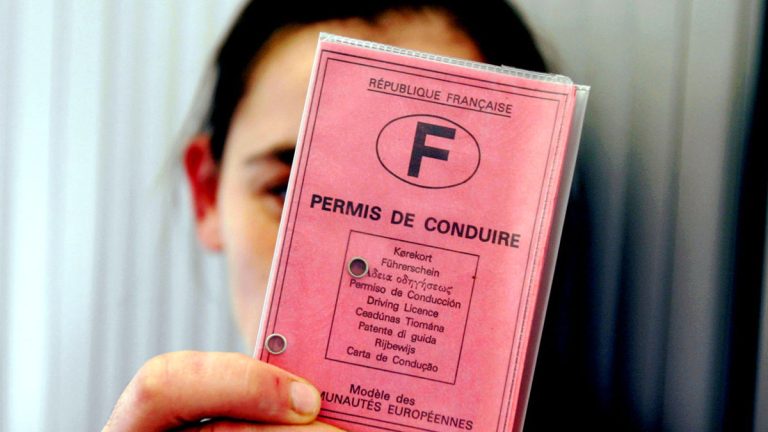 RÉPUBLIQUE FRANÇAISE
F
PERMIS DE CONDUIRE
Kørekort
Führerschein
οδηγήσεως
Permiso de Conducción
Driving Licence
Ceadúnas Tiomána
Patente di guida
Rijbewijs
Carta de Condução
Modèle des
MUNAUTÉS EUROPÉENNES